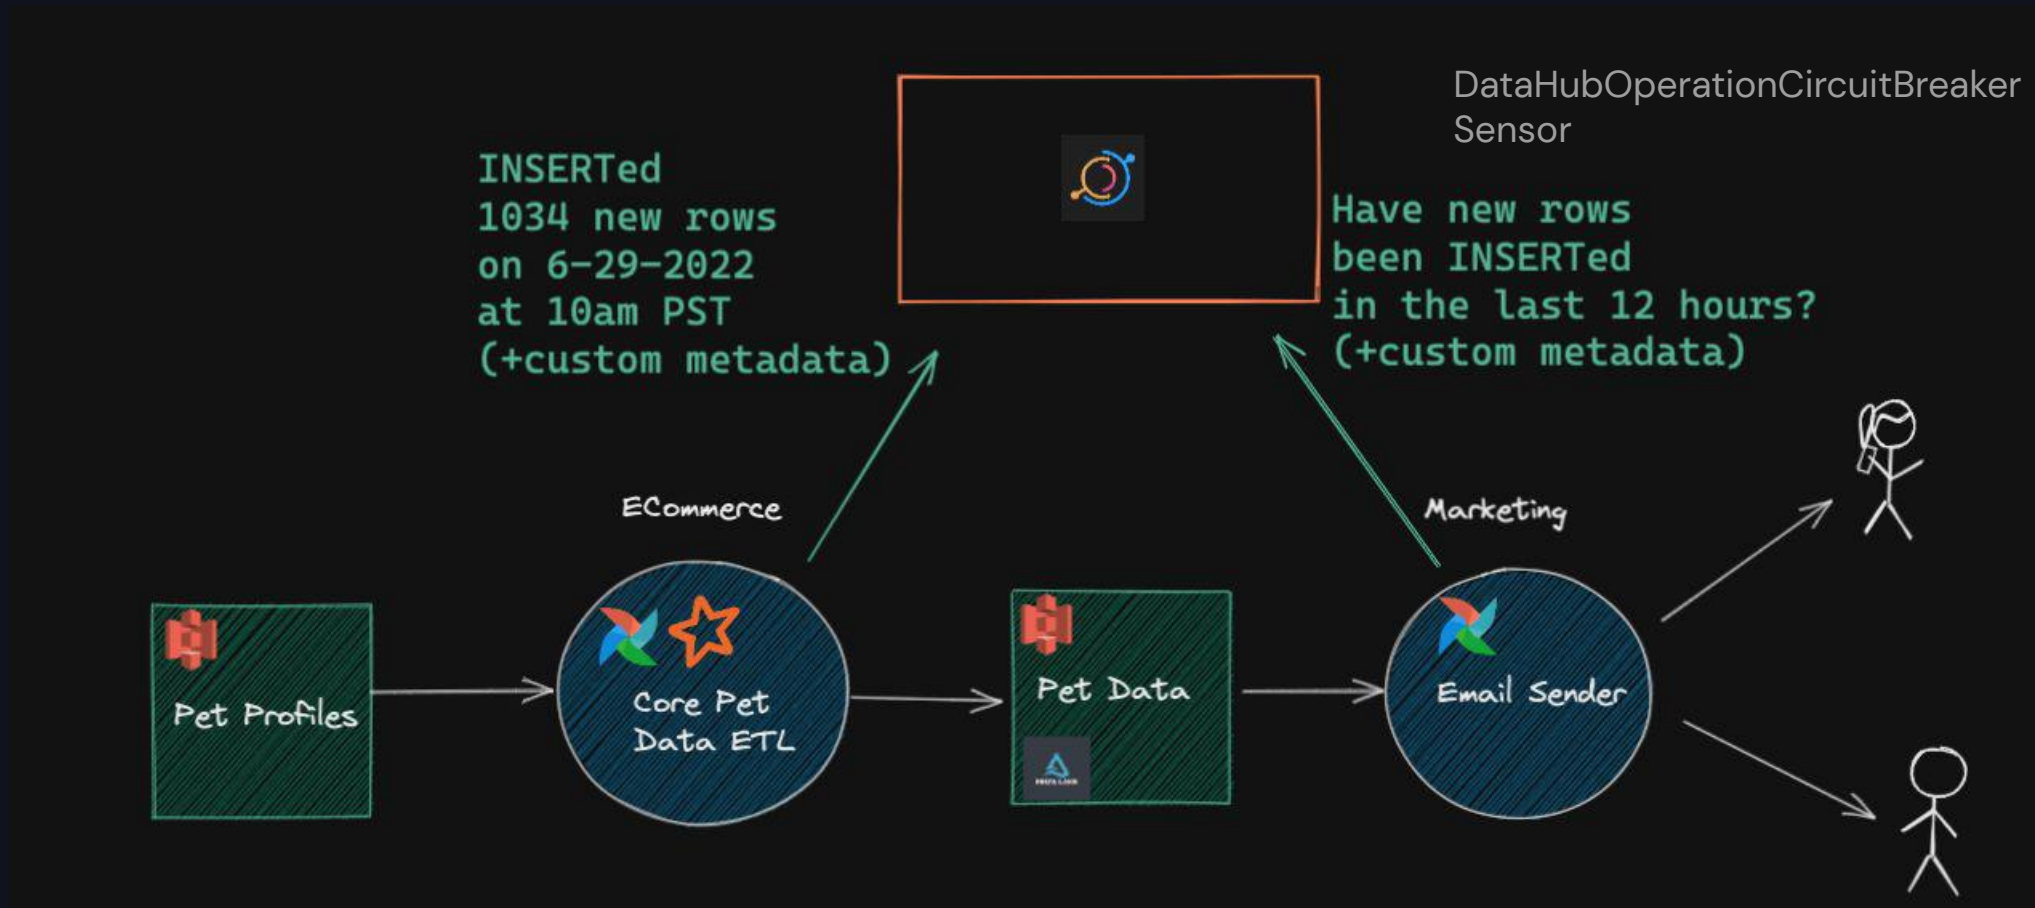 DataHubOperationCircuitBreaker
Sensor
INSERTed
1034 new rows
on 6-29-2022
at 10am PST
(+custom metadata)
Have new rows
been INSERTed
in the last 12 hours?
(+custom metadata)
ECommerce
Marketing
Pet Profiles
Core Pet
Data ETL
Pet Data
Email Sender